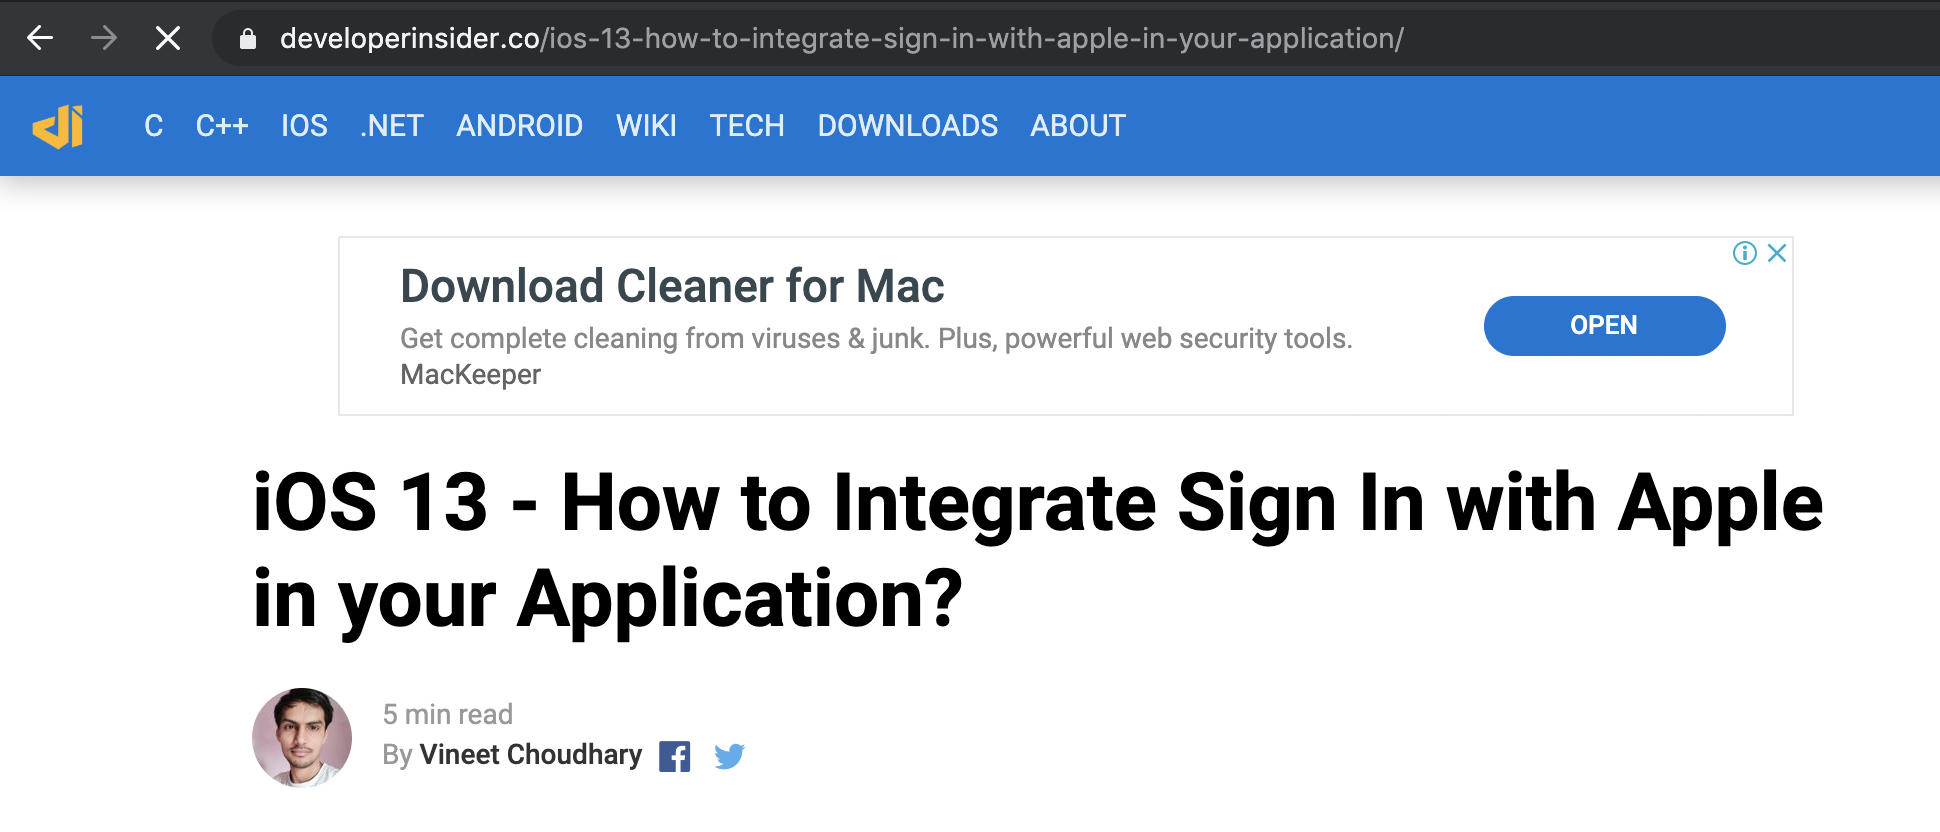 developerinsider.co/ios-13-how-to-integrate-sign-in-with-apple-in-your-application/
C C++ IOS .NET ANDROID WIKI TECH DOWNLOADS ABOUT
Download Cleaner for Mac
Get complete cleaning from viruses & junk. Plus, powerful web security tools.
MacKeeper
OPEN
iOS 13 - How to Integrate Sign In with Apple
in your Application?
5 min read
By Vineet Choudhary